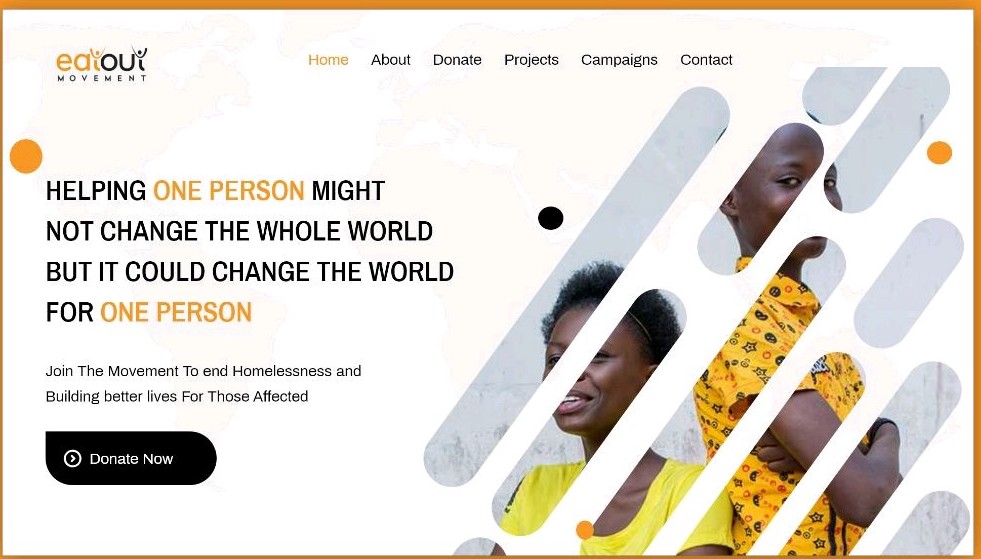 eatout
MOVEMENT
Home About Donate Projects Campaigns Contact
HELPING ONE PERSON MIGHT
NOT CHANGE THE WHOLE WORLD
BUT IT COULD CHANGE THE WORLD
FOR ONE PERSON
Join The Movement To end Homelessness and
Building better lives For Those Affected
Donate Now